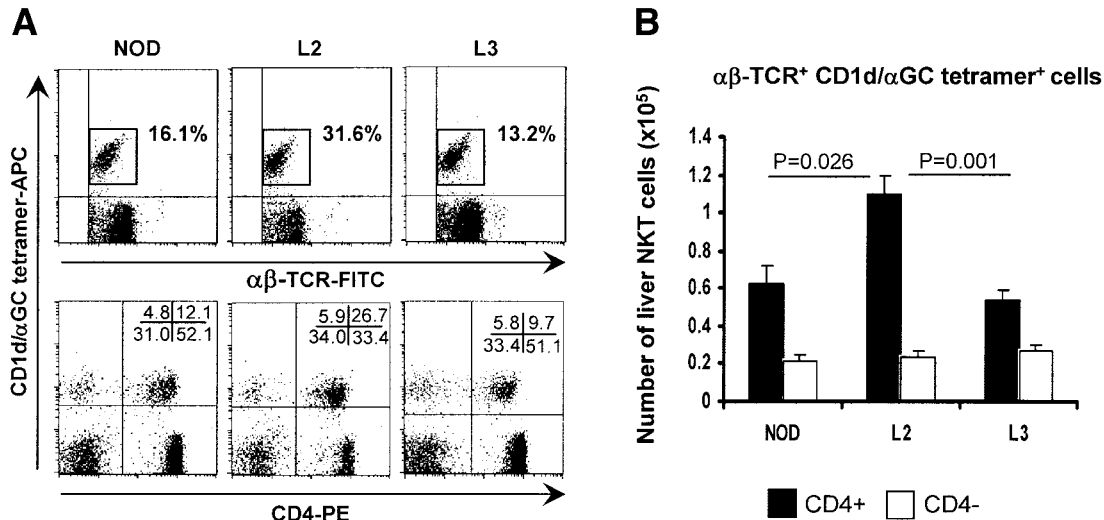 A
NOD L2 L3
CD1d/αGC tetramer-APC
16.1% 31.6% 13.2%
αβ-TCR-FITC
4.8 12.1
31.0 52.1
5.9 26.7
34.0 33.4
5.8 9.7
33.4 51.1
CD4-PE
B
αβ-TCR⁺ CD1d/αGC tetramer⁺ cells
Number of liver NKT cells (x10⁵)
1.4
1.2
1
0.8
0.6
0.4
0.2
0
P=0.026 P=0.001
NOD L2 L3
CD4+ CD4-